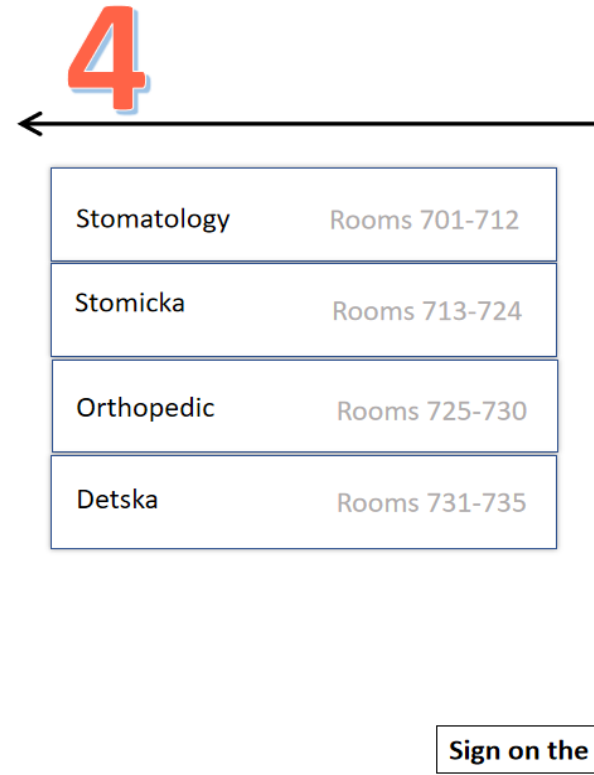 4
Stomatology Rooms 701-712
Stomicka Rooms 713-724
Orthopedic Rooms 725-730
Detska Rooms 731-735
Sign on the